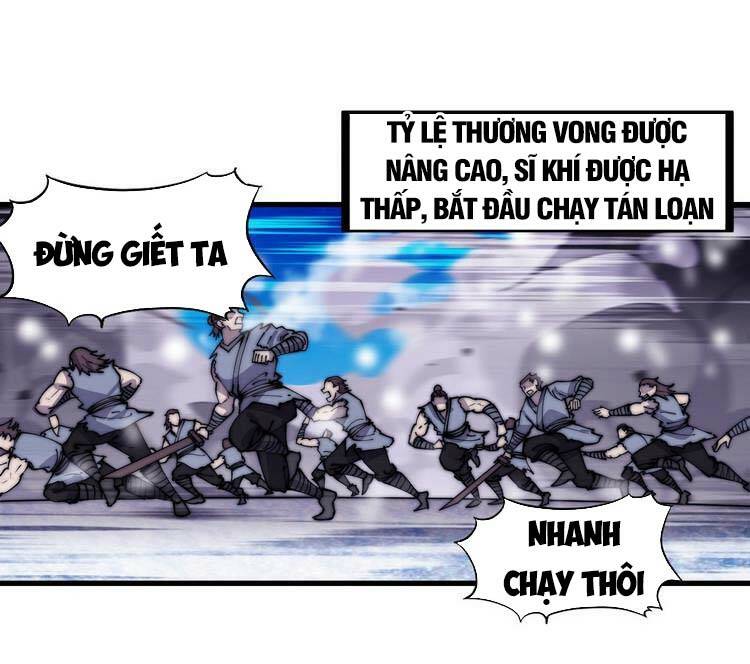 TỶ LỆ THƯƠNG VONG ĐƯỢC
NÂNG CAO, SĨ KHÍ ĐƯỢC HẠ
THẤP, BẮT ĐẦU CHẠY TÁN LOẠN
ĐỪNG GIẾT TA
NHANH
CHẠY THÔI